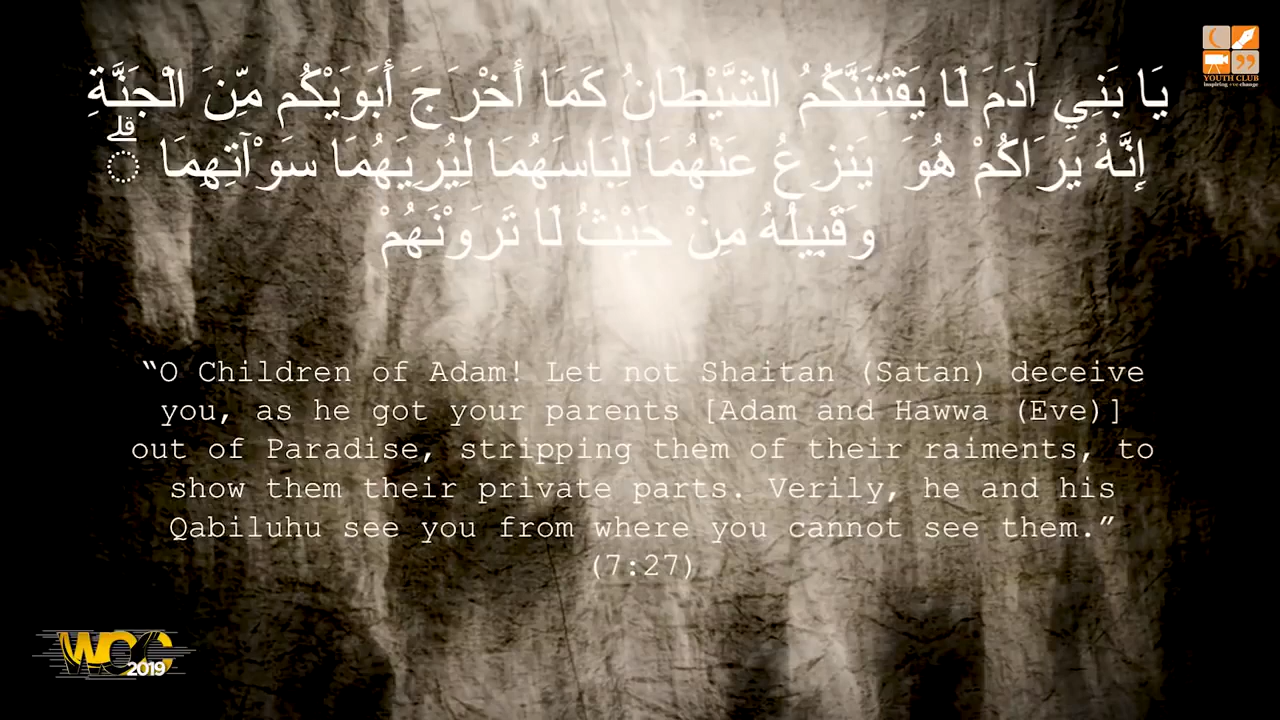 يَا بَنِي آدَمَ لَا يَفْتِنَنَّكُمُ الشَّيْطَانُ كَمَا أَخْرَجَ أَبَوَيْكُم مِّنَ الْجَنَّةِ
إِنَّهُ يَرَاكُمْ هُوَ يَنزِعُ عَنْهُمَا لِبَاسَهُمَا لِيُرِيَهُمَا سَوْآتِهِمَا ۗ
وَقَبِيلُهُ مِنْ حَيْثُ لَا تَرَوْنَهُمْ
“O Children of Adam! Let not Shaitan (Satan) deceive
you, as he got your parents [Adam and Hawwa (Eve)]
out of Paradise, stripping them of their raiments, to
show them their private parts. Verily, he and his
Qabiluhu see you from where you cannot see them.”
(7:27)
YOUTH CLUB
inspiring +ve change
2019